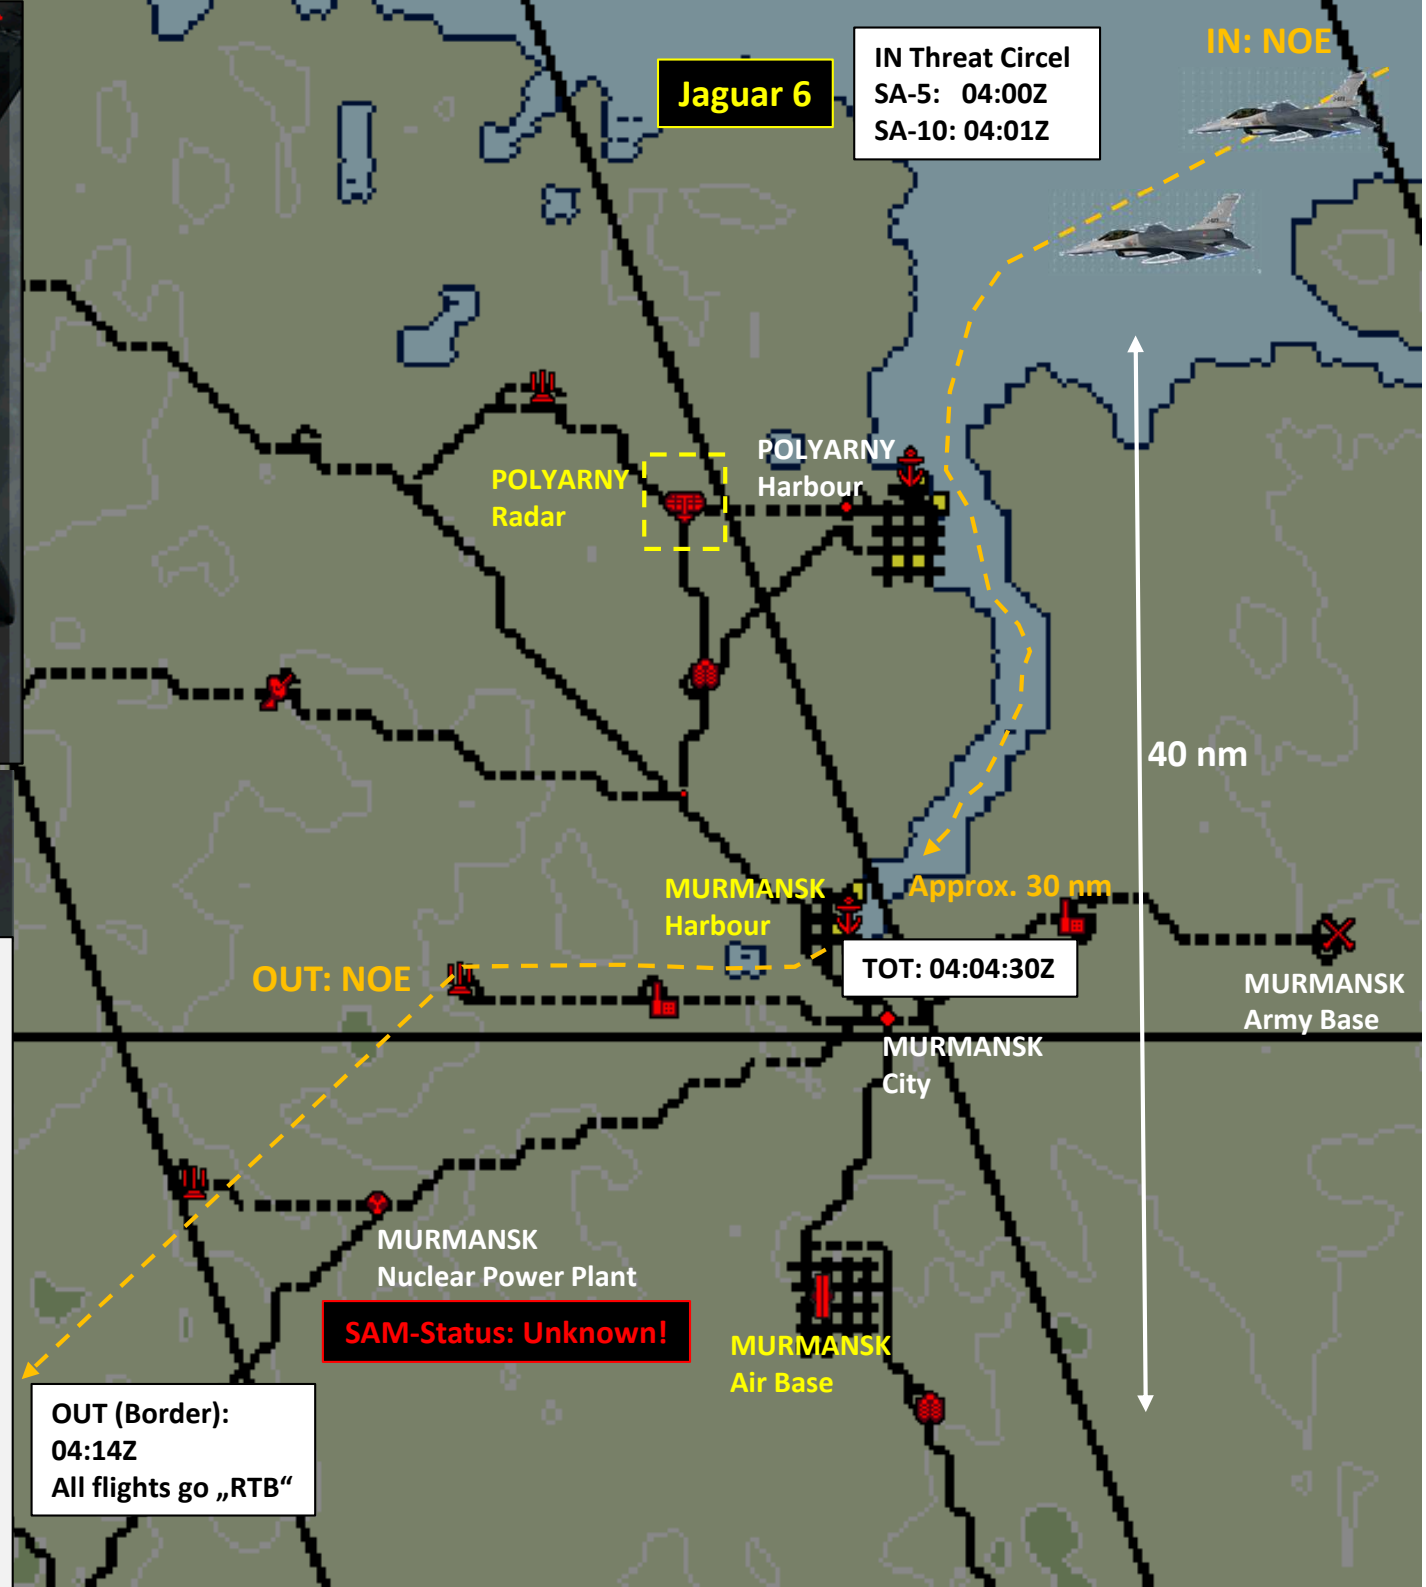 IN: NOE
Jaguar 6
IN Threat Circel
SA-5: 04:00Z
SA-10: 04:01Z
POLYARNY
Harbour
POLYARNY
Radar
40 nm
MURMANSK
Harbour
Approx. 30 nm
TOT: 04:04:30Z
OUT: NOE
MURMANSK
Army Base
MURMANSK
City
MURMANSK
Nuclear Power Plant
SAM-Status: Unknown!
MURMANSK
Air Base
OUT (Border):
04:14Z
All flights go „RTB“